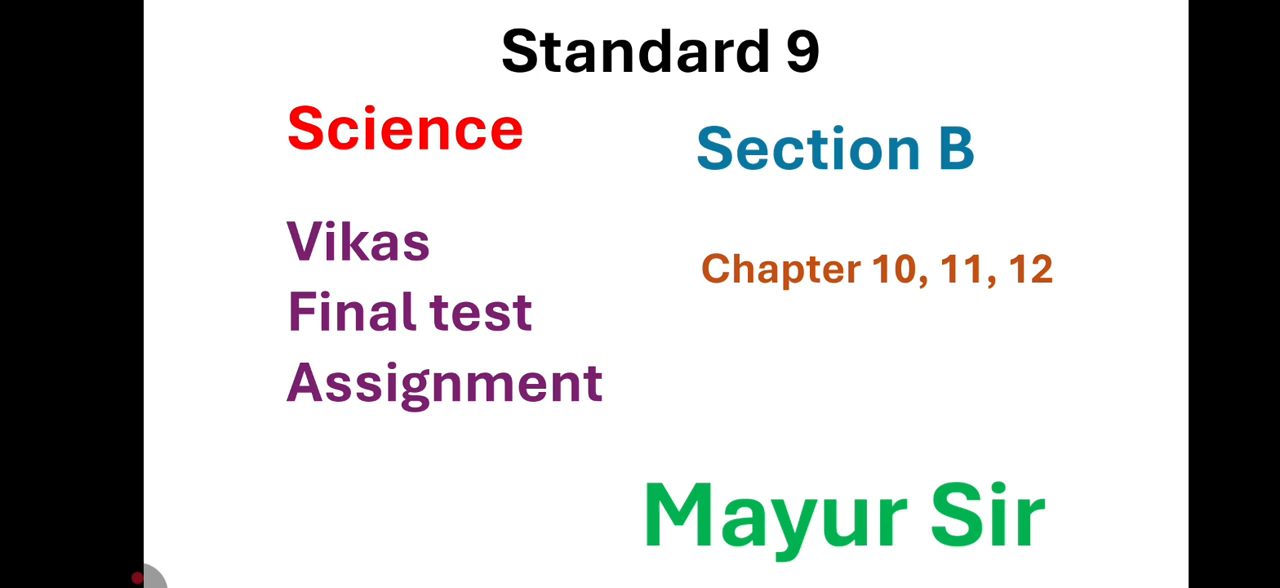 Standard 9
Science
Section B
Vikas
Final test
Assignment
Chapter 10, 11, 12
Mayur Sir